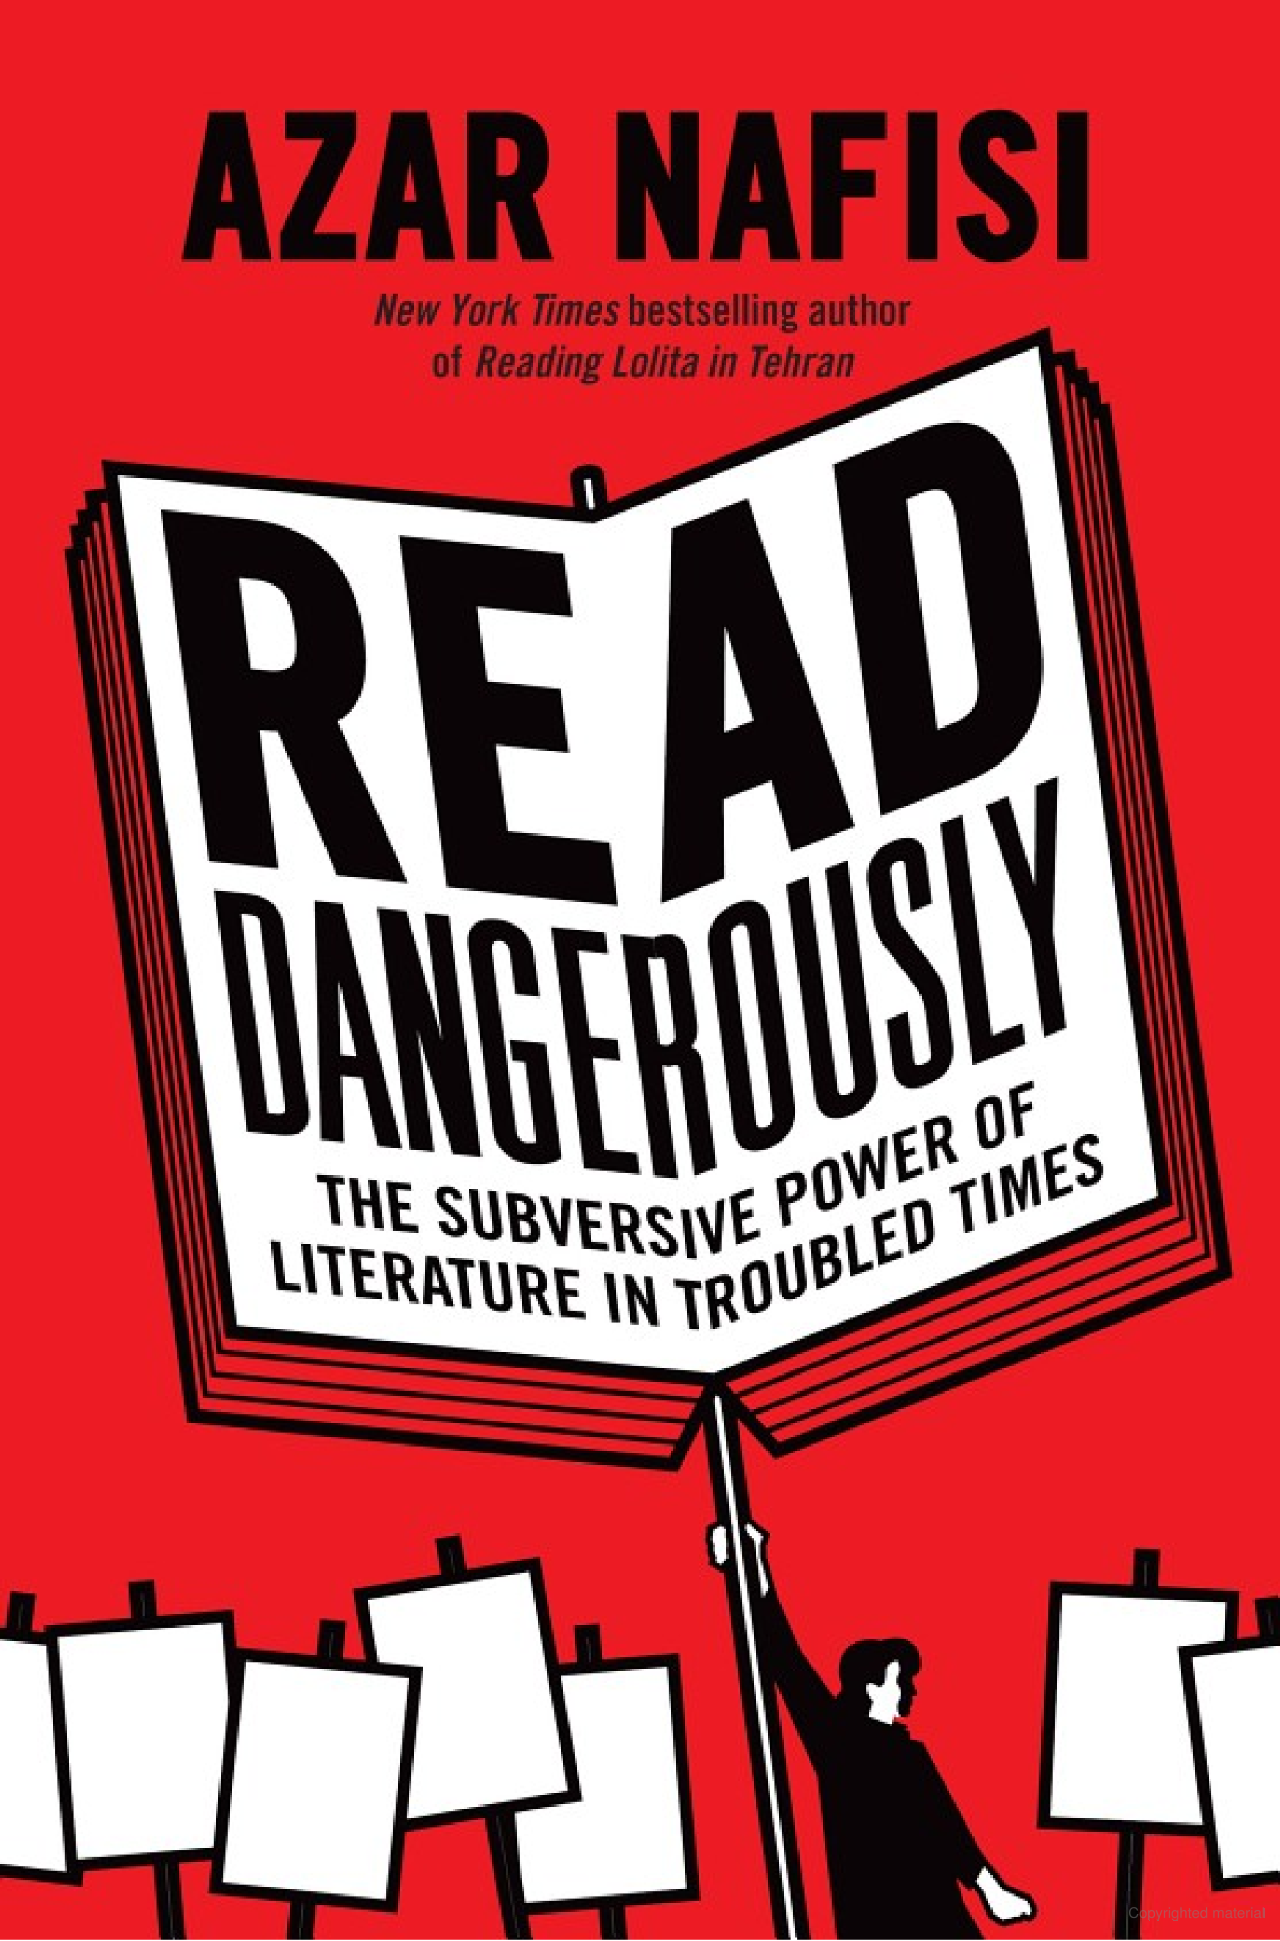 AZAR NAFISI
New York Times bestselling author
of Reading Lolita in Tehran
READ
DANGEROUSLY
THE SUBVERSIVE POWER OF
LITERATURE IN TROUBLED TIMES
Copyrighted material